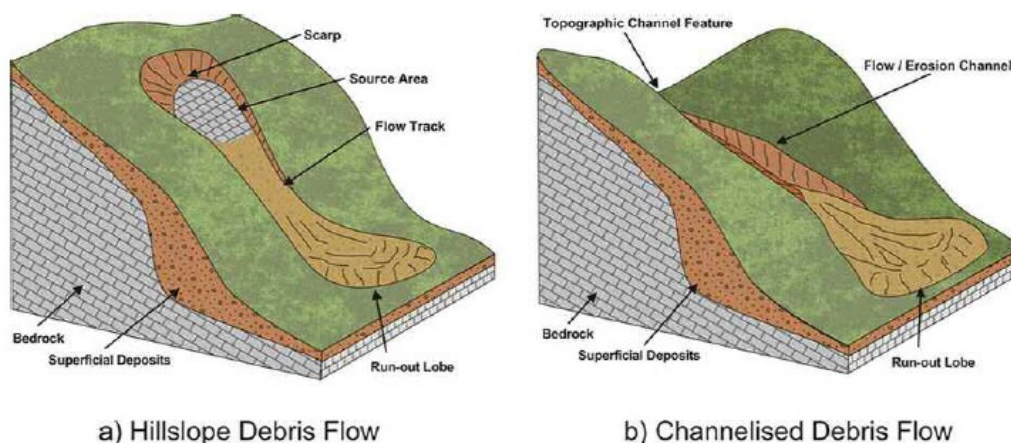 Scarp
Source Area
Flow Track
Bedrock
Superficial Deposits
Run-out Lobe
a) Hillslope Debris Flow
Topographic Channel Feature
Flow / Erosion Channel
Bedrock
Superficial Deposits
Run-out Lobe
b) Channelised Debris Flow